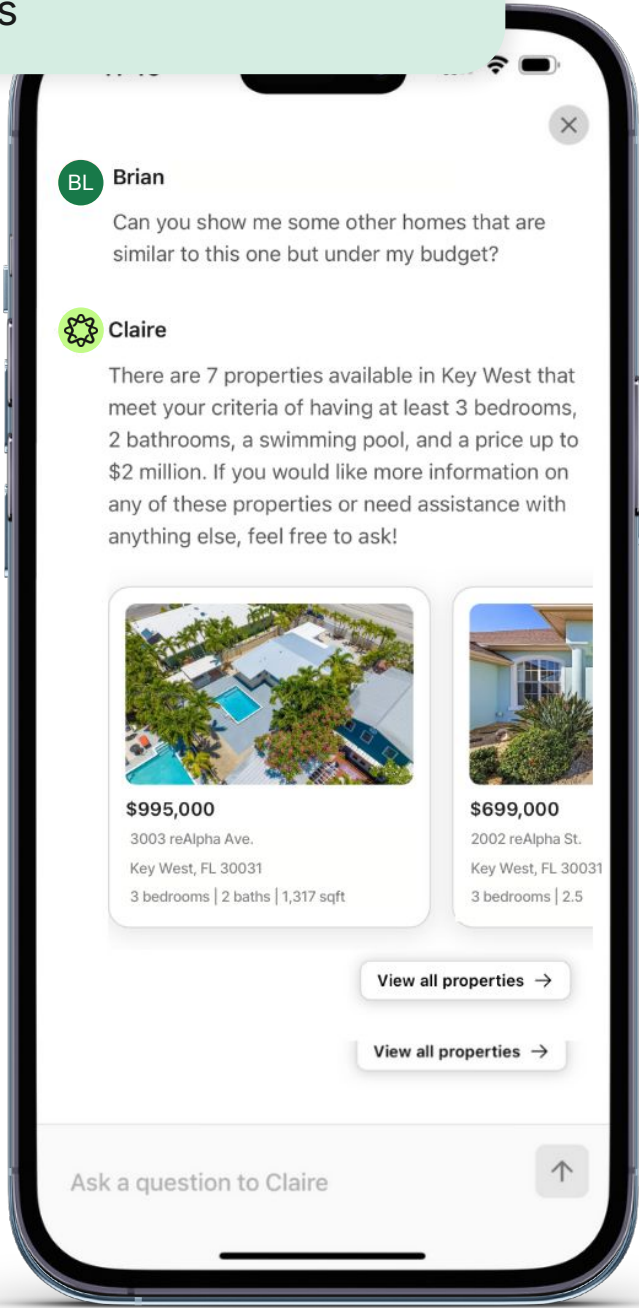 s
BL Brian
Can you show me some other homes that are
similar to this one but under my budget?
Claire
There are 7 properties available in Key West that
meet your criteria of having at least 3 bedrooms,
2 bathrooms, a swimming pool, and a price up to
$2 million. If you would like more information on
any of these properties or need assistance with
anything else, feel free to ask!
$995,000
3003 reAlpha Ave.
Key West, FL 30031
3 bedrooms | 2 baths | 1,317 sqft
$699,000
2002 reAlpha St.
Key West, FL 30031
3 bedrooms | 2.5
View all properties →
View all properties →
Ask a question to Claire